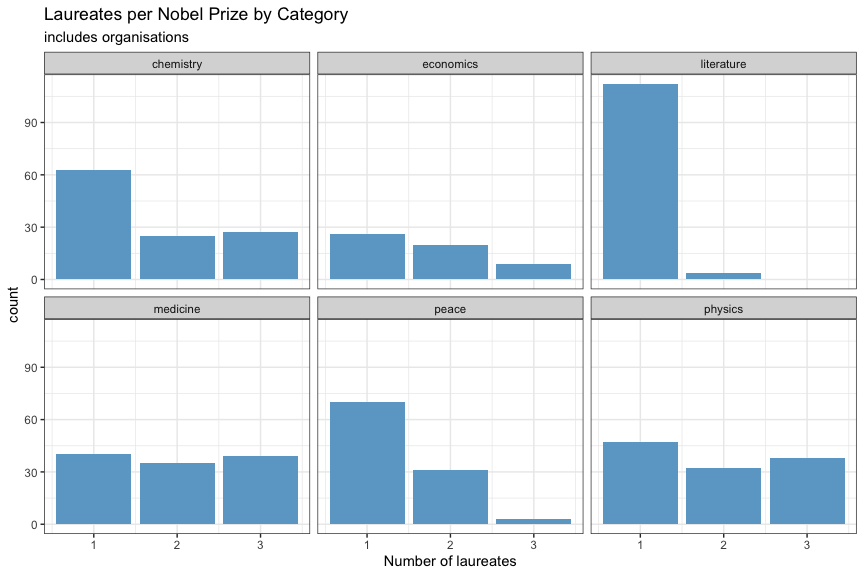 Laureates per Nobel Prize by Category
includes organisations
chemistry economics literature
90
60
30
0
medicine peace physics
90
60
30
0
count
1 2 3 1 2 3 1 2 3
Number of laureates